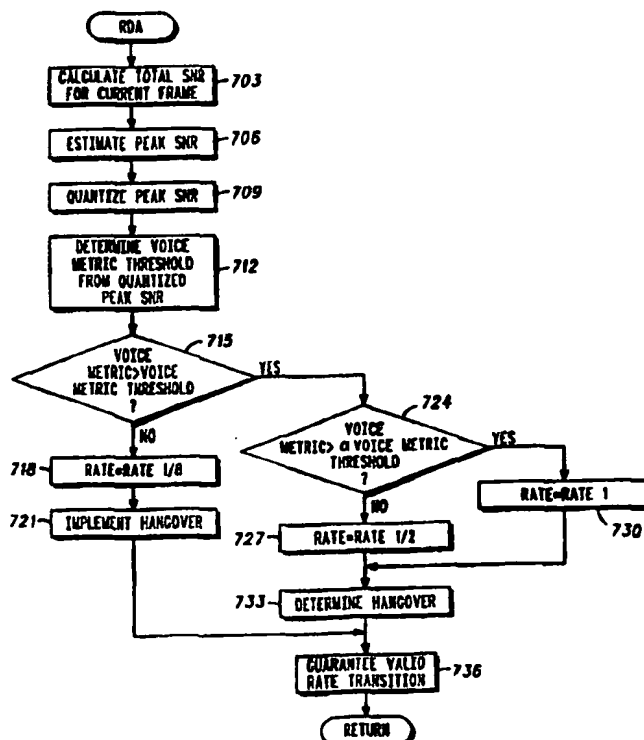 RDA
CALCULATE TOTAL SNR
FOR CURRENT FRAME
703
ESTIMATE PEAK SNR
706
QUANTIZE PEAK SNR
709
DETERMINE VOICE
METRIC THRESHOLD
FROM QUANTIZED
PEAK SNR
712
715
VOICE
METRIC>VOICE
METRIC THRESHOLD
?
YES
NO
724
VOICE
METRIC> α VOICE METRIC
THRESHOLD
?
YES
NO
718
RATE=RATE 1/8
721
IMPLEMENT HANGOVER
727
RATE=RATE 1/2
RATE=RATE 1
730
733
DETERMINE HANGOVER
GUARANTEE VALID
RATE TRANSITION
736
RETURN